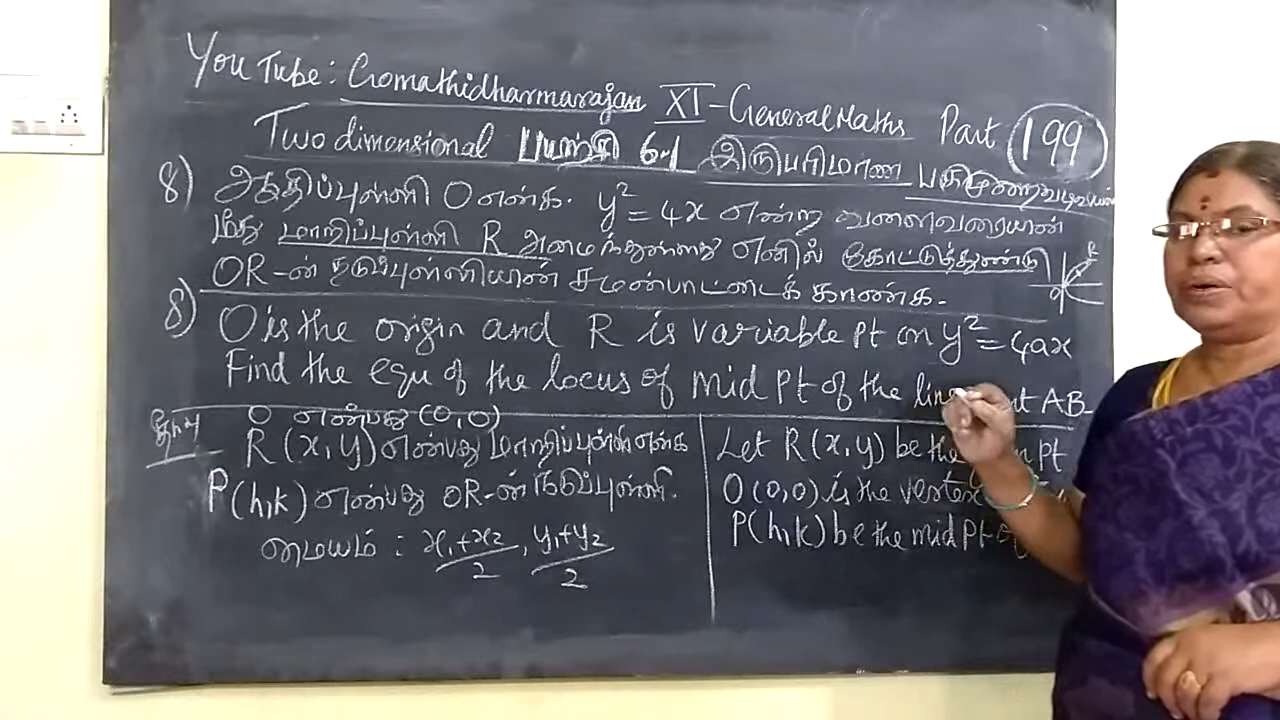 YouTube: Gomathidharmarajan XI-General Maths Part 199
Two dimensional 6.1 இருபரிமாண
8) ஆதிப்புள்ளி O என்க. y² = 4x என்ற வளைவரையின்
மீது மாறிப்புள்ளி R அமைந்துள்ளது எனில் கோட்டுத்துண்டு
OR-ன் நடுப்புள்ளியின் சமன்பாட்டைக் காண்க.
8) O is the origin and R is variable pt on y² = 4ax
Find the equ of the locus of mid pt of the AB
தீர்வு O என்பது (0,0)
R (x,y) என்பது மாறிப்புள்ளி என்க
P(h,k) என்பது OR-ன் நடுப்புள்ளி.
மையம் : x₁+x₂/2, y₁+y₂/2
Let R(x,y) be the pt
O(0,0) is the vertex
P(h,k) be the mid pt
R
O